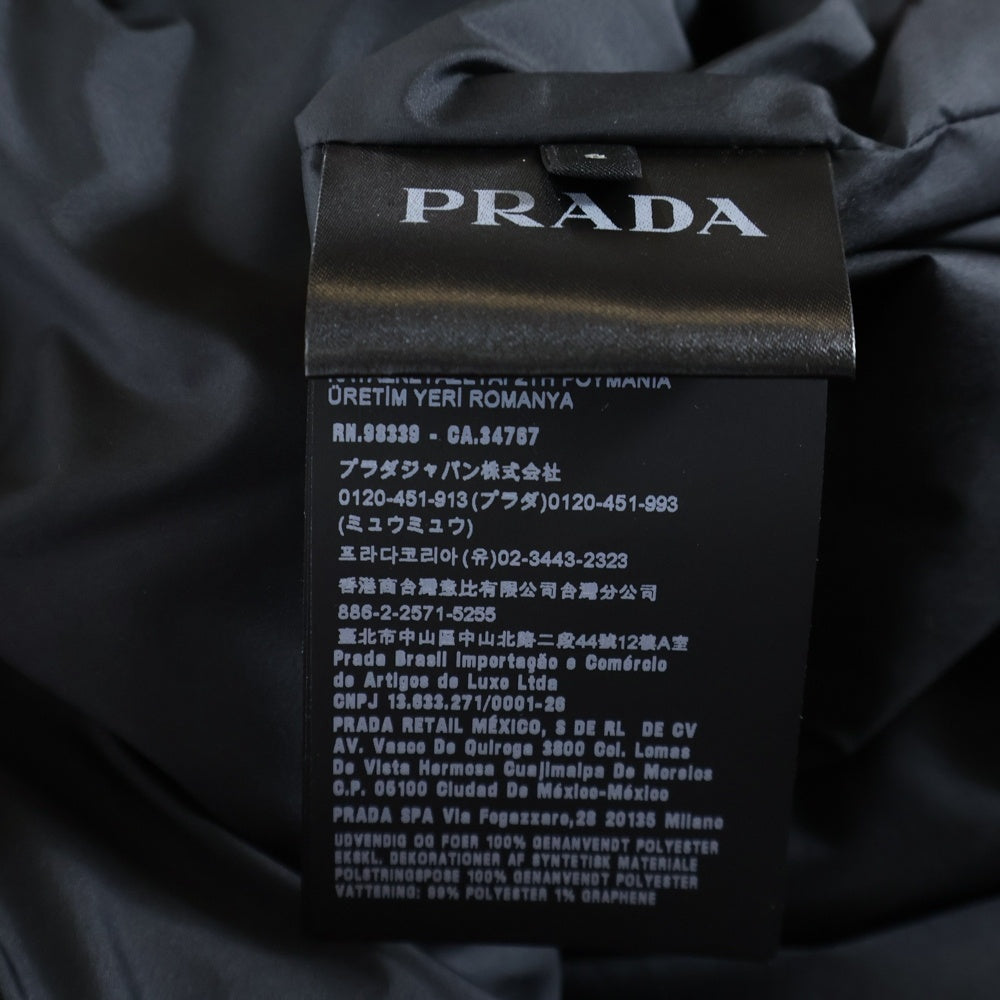 PRADA
ÜRETİM YERİ ROMANYA
RN.98339 - CA.34767
プラダジャパン株式会社
0120-451-913(プラダ)0120-451-993
(ミュウミュウ)
프라다코리아(유)02-3443-2323
香港商台灣普比有限公司台灣分公司
886-2-2571-5255
臺北市中山區中山北路二段44號12樓A室
Prada Brasil Importação e Comércio
de Artigos de Luxo Ltda
CNPJ 13.633.271/0001-26
PRADA RETAIL MÉXICO, S DE RL DE CV
AV. Vasco De Quiroga 3800 Col. Lomas
De Vista Hermosa Cuajimalpa De Morelos
C.P. 05100 Ciudad De México-México
PRADA SPA Via Fogazzaro,28 20135 Milano
UDVENDIG OG FOER 100% GENANVENDT POLYESTER
EKSKL. DEKORATIONER AF SYNTETISK MATERIALE
POLSTRINGSPOSE 100% GENANVENDT POLYESTER
VATTERING: 99% POLYESTER 1% GRAPHENE